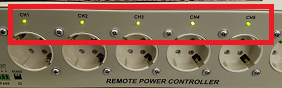 CH1 CH2 CH3 CH4 CH5
REMOTE POWER CONTROLLER